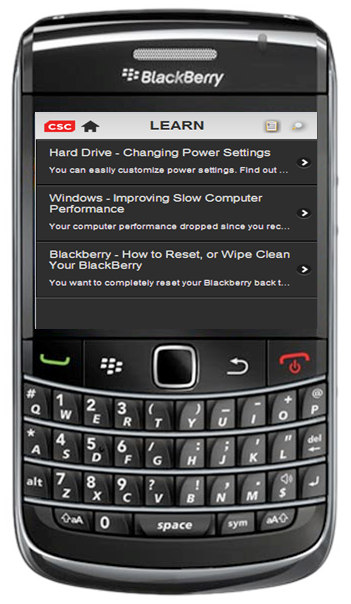 BlackBerry
csc LEARN
Hard Drive - Changing Power Settings
You can easily customize power settings. Find out ...
Windows - Improving Slow Computer
Performance
Your computer performance dropped since you rec...
Blackberry - How to Reset, or Wipe Clean
Your BlackBerry
You want to completely reset your Blackberry back t...
# 1 2 3 ( ) _ - + @
Q W E R T Y U I O P
* 4 5 6 / : ; ' " del
A S D F G H J K L
alt 7 8 9 ? ! , . $
Z X C V B N M
⇧aA 0 space sym aA⇧